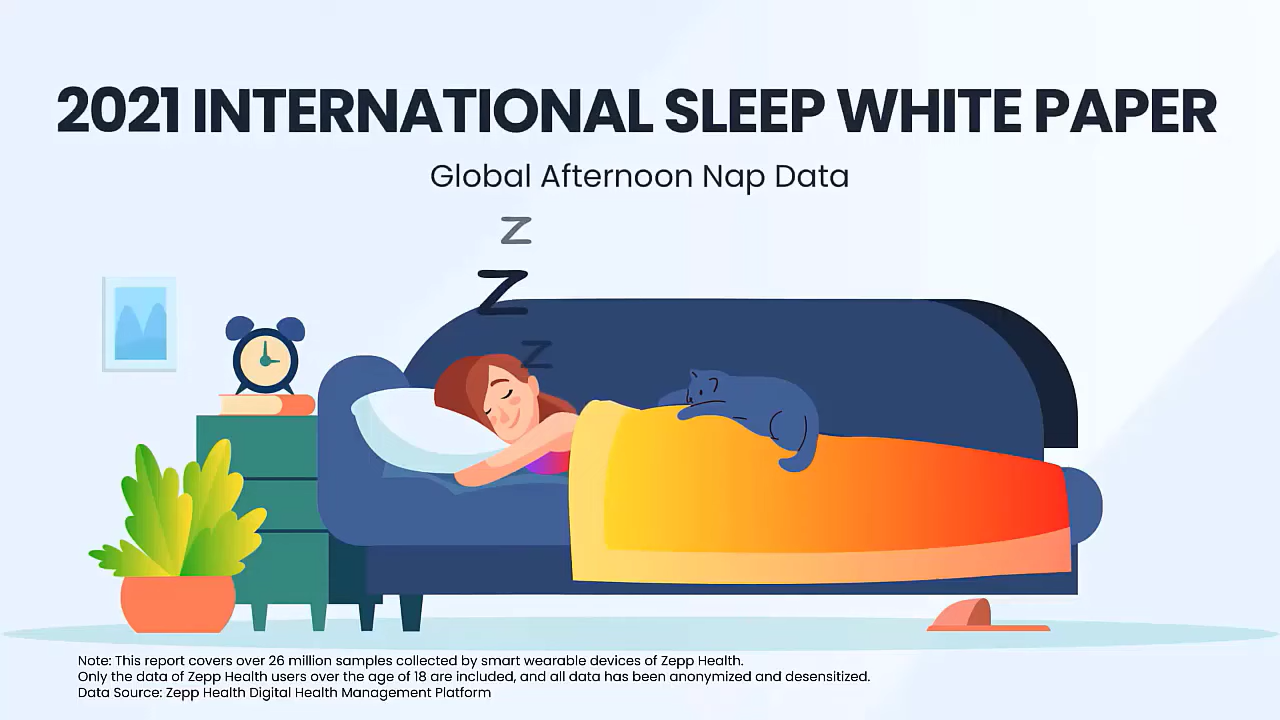 2021 INTERNATIONAL SLEEP WHITE PAPER
Global Afternoon Nap Data
Z
Z
Z
Note: This report covers over 26 million samples collected by smart wearable devices of Zepp Health.
Only the data of Zepp Health users over the age of 18 are included, and all data has been anonymized and desensitized.
Data Source: Zepp Health Digital Health Management Platform